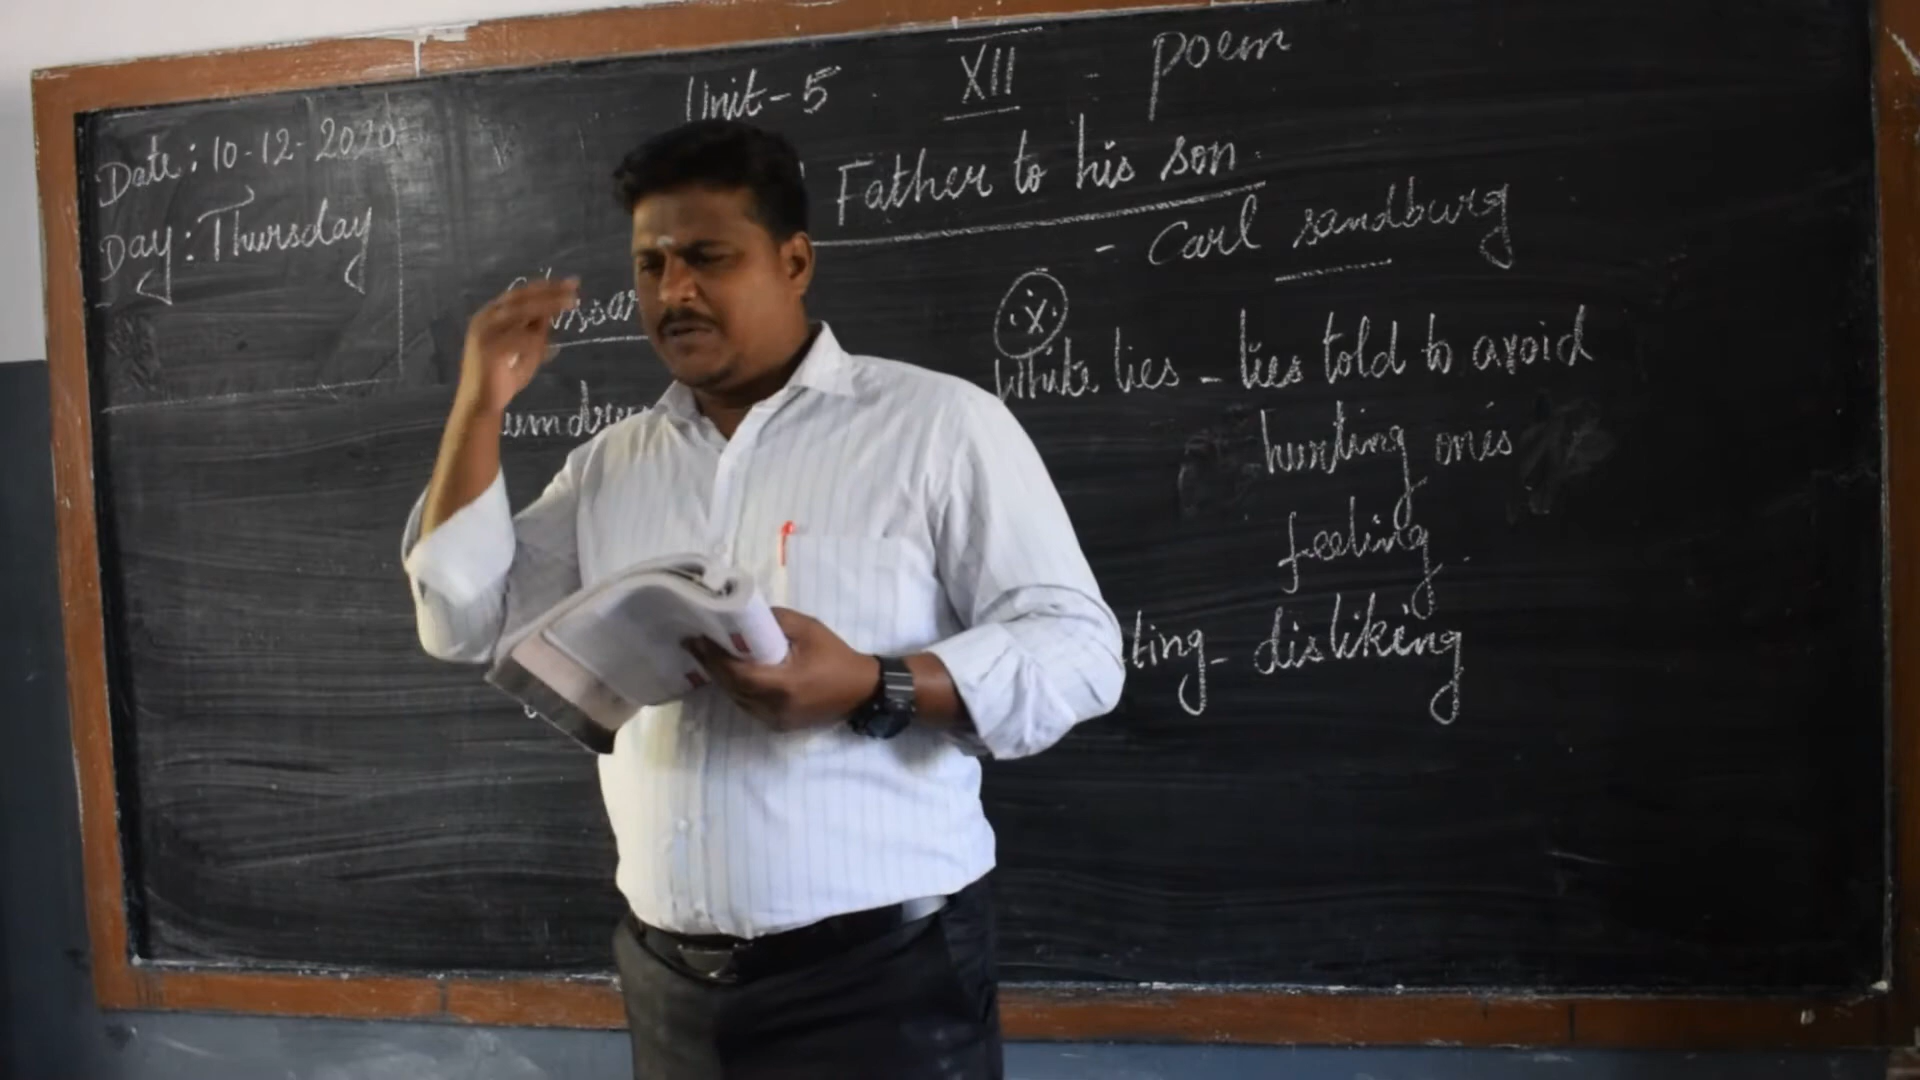 Unit-5 XII - Poem
Date: 10-12-2020
Day: Thursday
Father to his son.
- Carl sandburg
White lies - lies told to avoid
hurting one's
feeling.
disliking